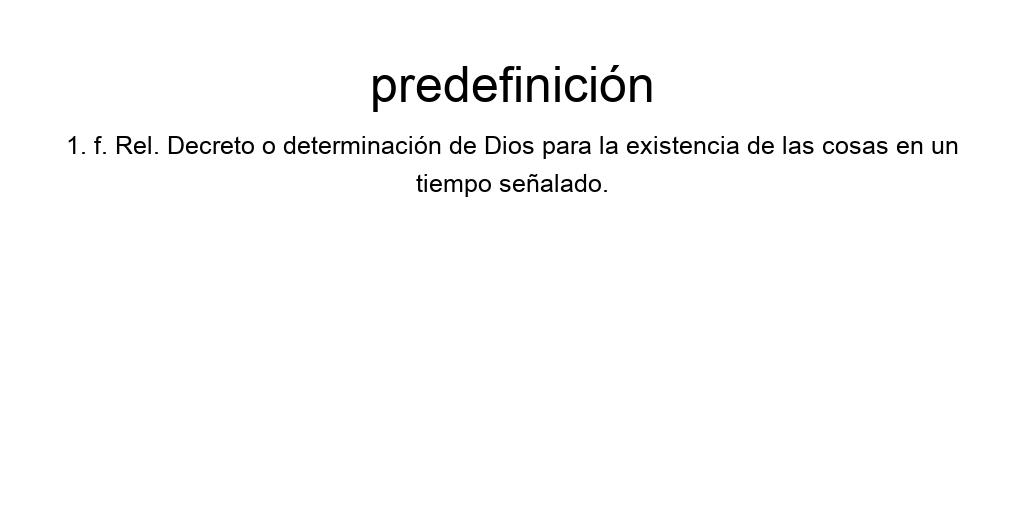 predefinición
1. f. Rel. Decreto o determinación de Dios para la existencia de las cosas en un
tiempo señalado.